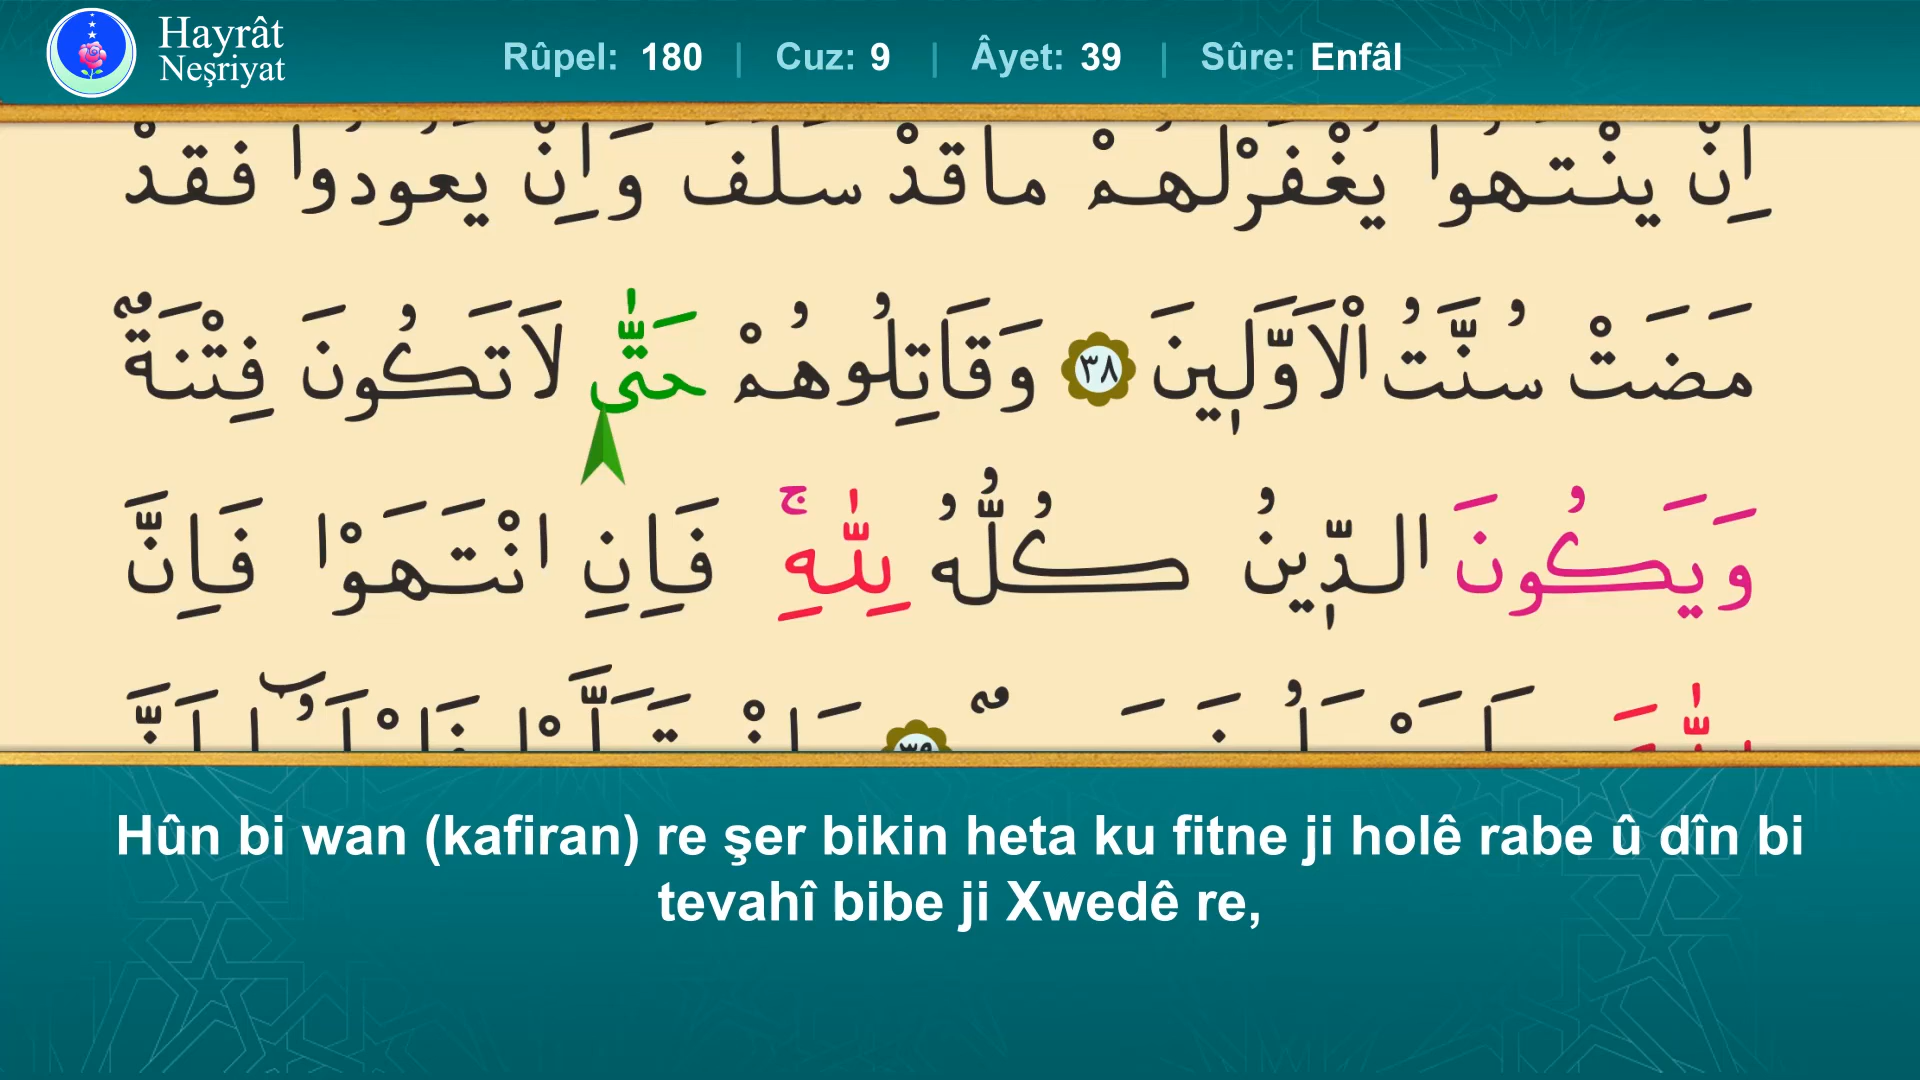 Hayrât
Neşriyat
Rûpel: 180 | Cuz: 9 | Âyet: 39 | Sûre: Enfâl
اِنْ يَنْتَهُوا يُغْفَرْلَهُمْ مَاقَدْ سَلَفَ وَاِنْ يَعُودُوا فَقَدْ
مَضَتْ سُنَّتُ الْاَوَّلٖينَ ٣٨ وَقَاتِلُوهُمْ حَتّٰى لَاتَكُونَ فِتْنَةٌ
وَيَكُونَ الدّٖينُ كُلُّهُ لِلّٰهِۚ فَاِنِ انْتَهَوْا فَاِنَّ
Hûn bi wan (kafiran) re şer bikin heta ku fitne ji holê rabe û dîn bi
tevahî bibe ji Xwedê re,